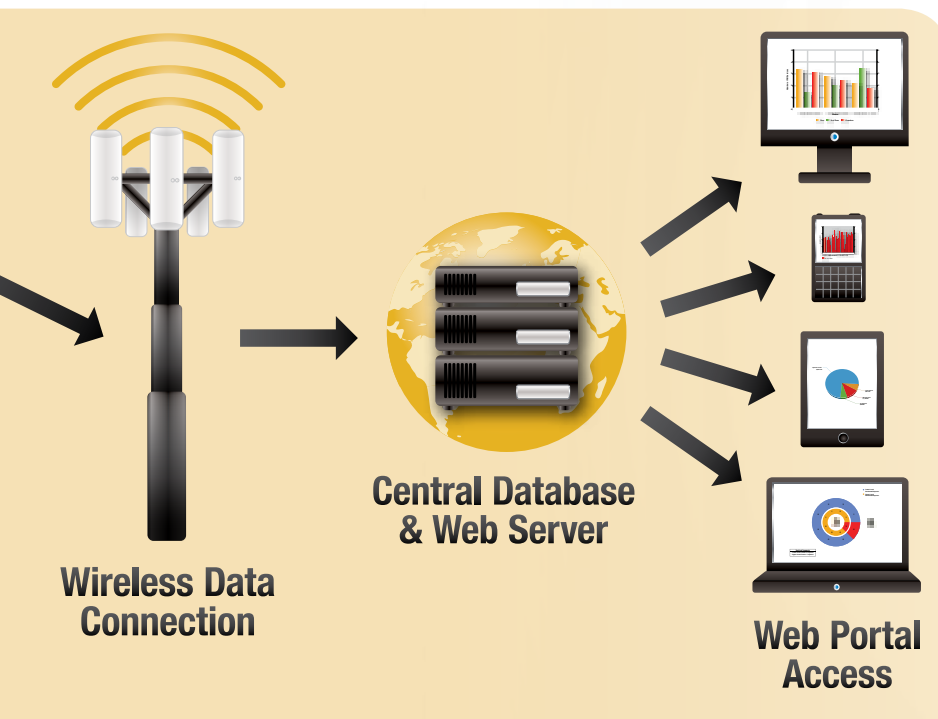 Wireless Data
Connection
Central Database
& Web Server
Web Portal
Access